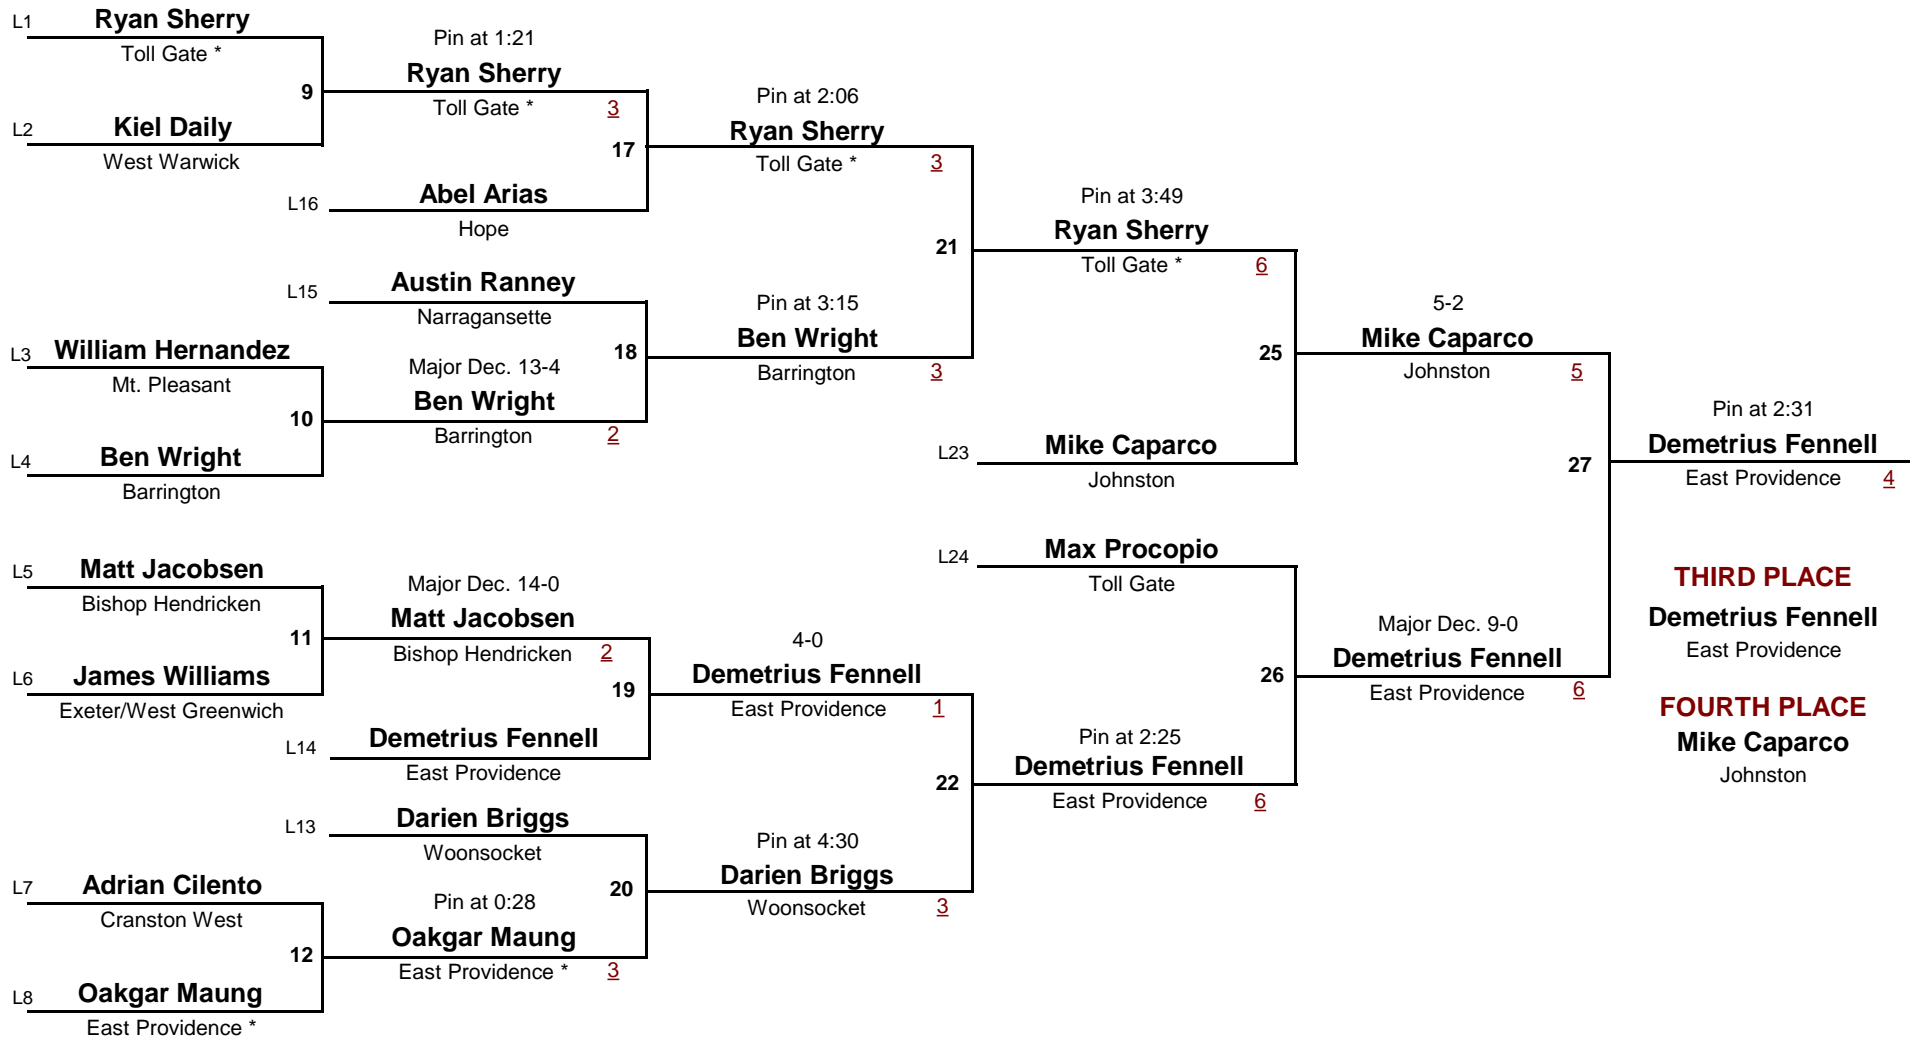 L1 Ryan Sherry
Toll Gate *
9
L2 Kiel Daily
West Warwick
Pin at 1:21
Ryan Sherry
Toll Gate * 3
17
L16 Abel Arias
Hope
L15 Austin Ranney
Narragansette
18
L3 William Hernandez
Mt. Pleasant
10
L4 Ben Wright
Barrington
Major Dec. 13-4
Ben Wright
Barrington 2
Pin at 2:06
Ryan Sherry
Toll Gate * 3
21
Pin at 3:15
Ben Wright
Barrington 3
Pin at 3:49
Ryan Sherry
Toll Gate * 6
25
L23 Mike Caparco
Johnston
5-2
Mike Caparco
Johnston 5
27
L5 Matt Jacobsen
Bishop Hendricken
11
L6 James Williams
Exeter/West Greenwich
Major Dec. 14-0
Matt Jacobsen
Bishop Hendricken 2
19
L14 Demetrius Fennell
East Providence
L13 Darien Briggs
Woonsocket
20
L7 Adrian Cilento
Cranston West
12
L8 Oakgar Maung
East Providence *
Pin at 0:28
Oakgar Maung
East Providence * 3
4-0
Demetrius Fennell
East Providence 1
22
Pin at 4:30
Darien Briggs
Woonsocket 3
L24 Max Procopio
Toll Gate
26
Pin at 2:25
Demetrius Fennell
East Providence 6
Major Dec. 9-0
Demetrius Fennell
East Providence 6
Pin at 2:31
Demetrius Fennell
East Providence 4
THIRD PLACE
Demetrius Fennell
East Providence
FOURTH PLACE
Mike Caparco
Johnston